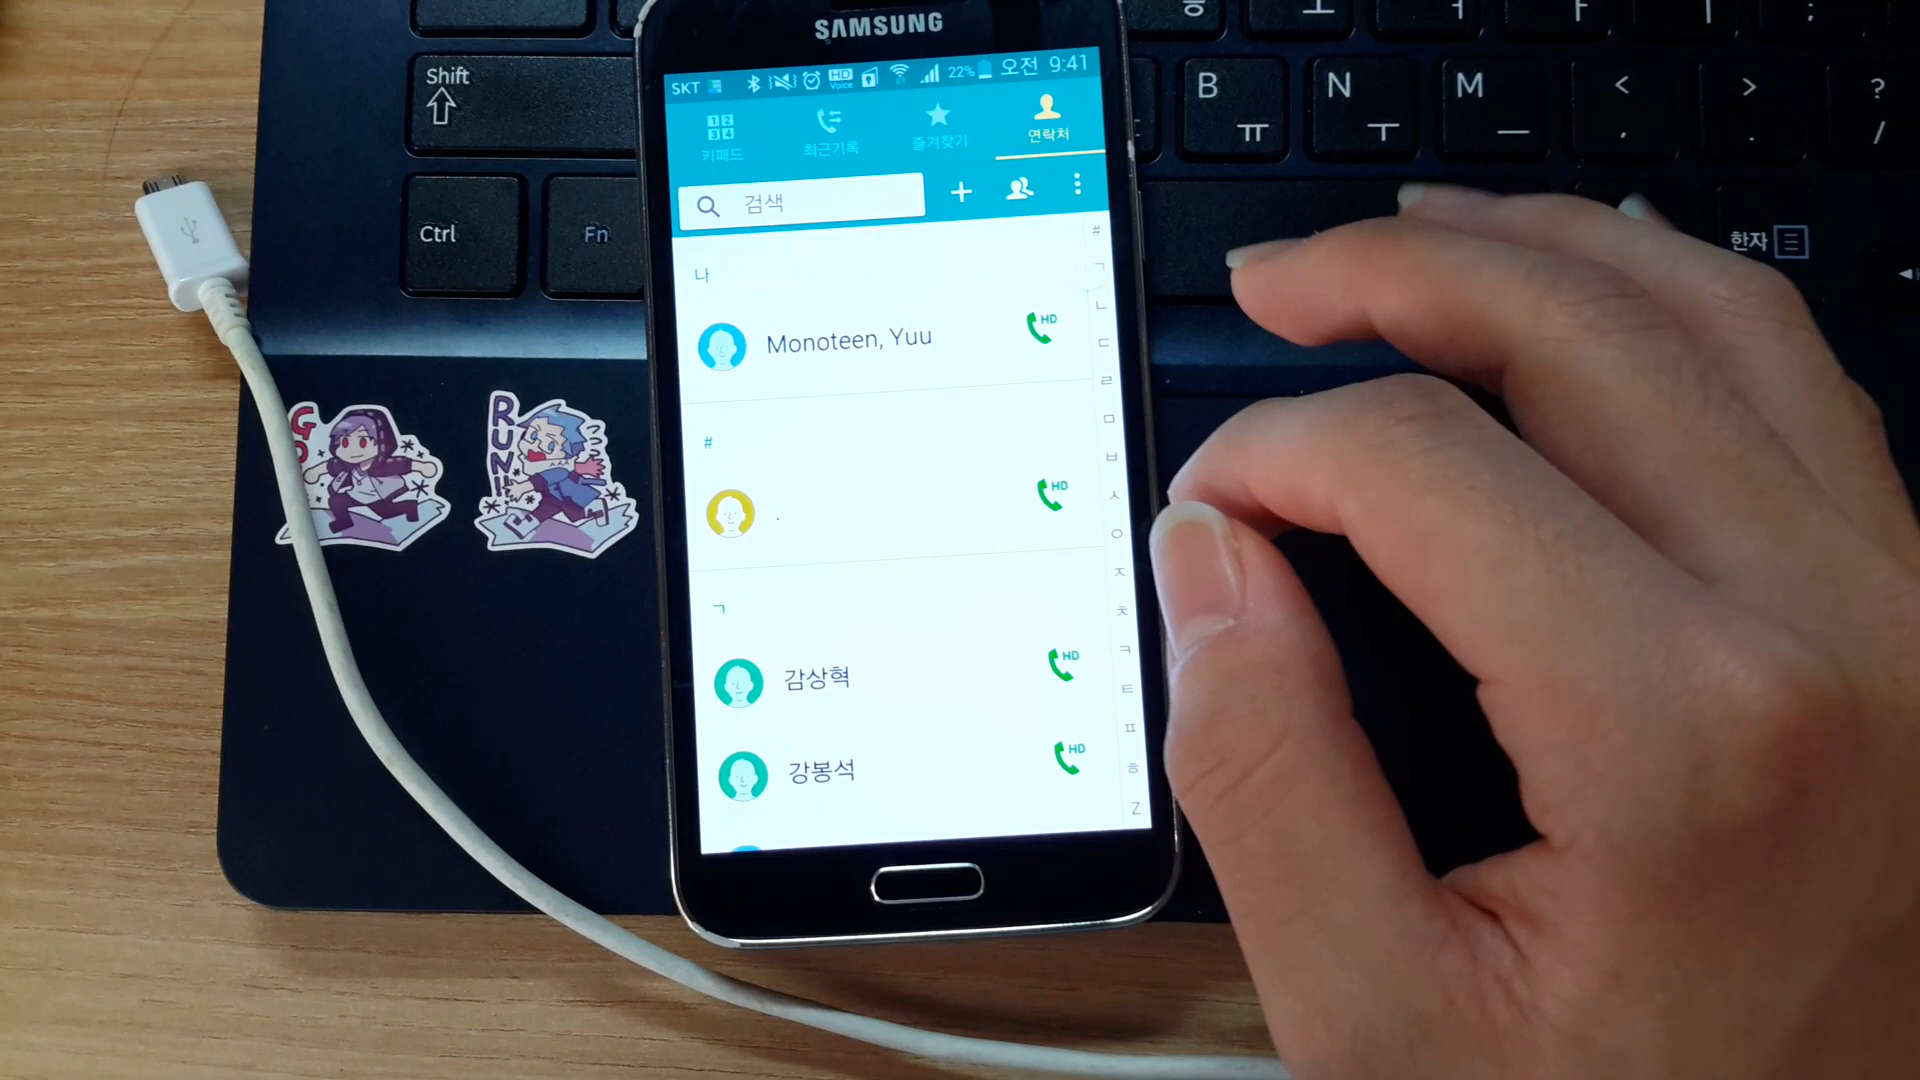 SAMSUNG
SKT HD Voice 22% 오전 9:41
키패드 최근기록 즐겨찾기 연락처
검색
나
Monoteen, Yuu HD
#
. HD
ㄱ
감상혁 HD
강봉석 HD
#
ㄱ
ㄴ
ㄷ
ㄹ
ㅁ
ㅂ
ㅅ
ㅇ
ㅈ
ㅊ
ㅋ
ㅌ
ㅍ
ㅎ
Z
Shift
Ctrl Fn
ㅎ ㅗ ㅓ ㅏ ㅣ ;
B ㅠ
N ㅜ
M ㅡ
< ,
> .
? /
한자
GO
RUN!!